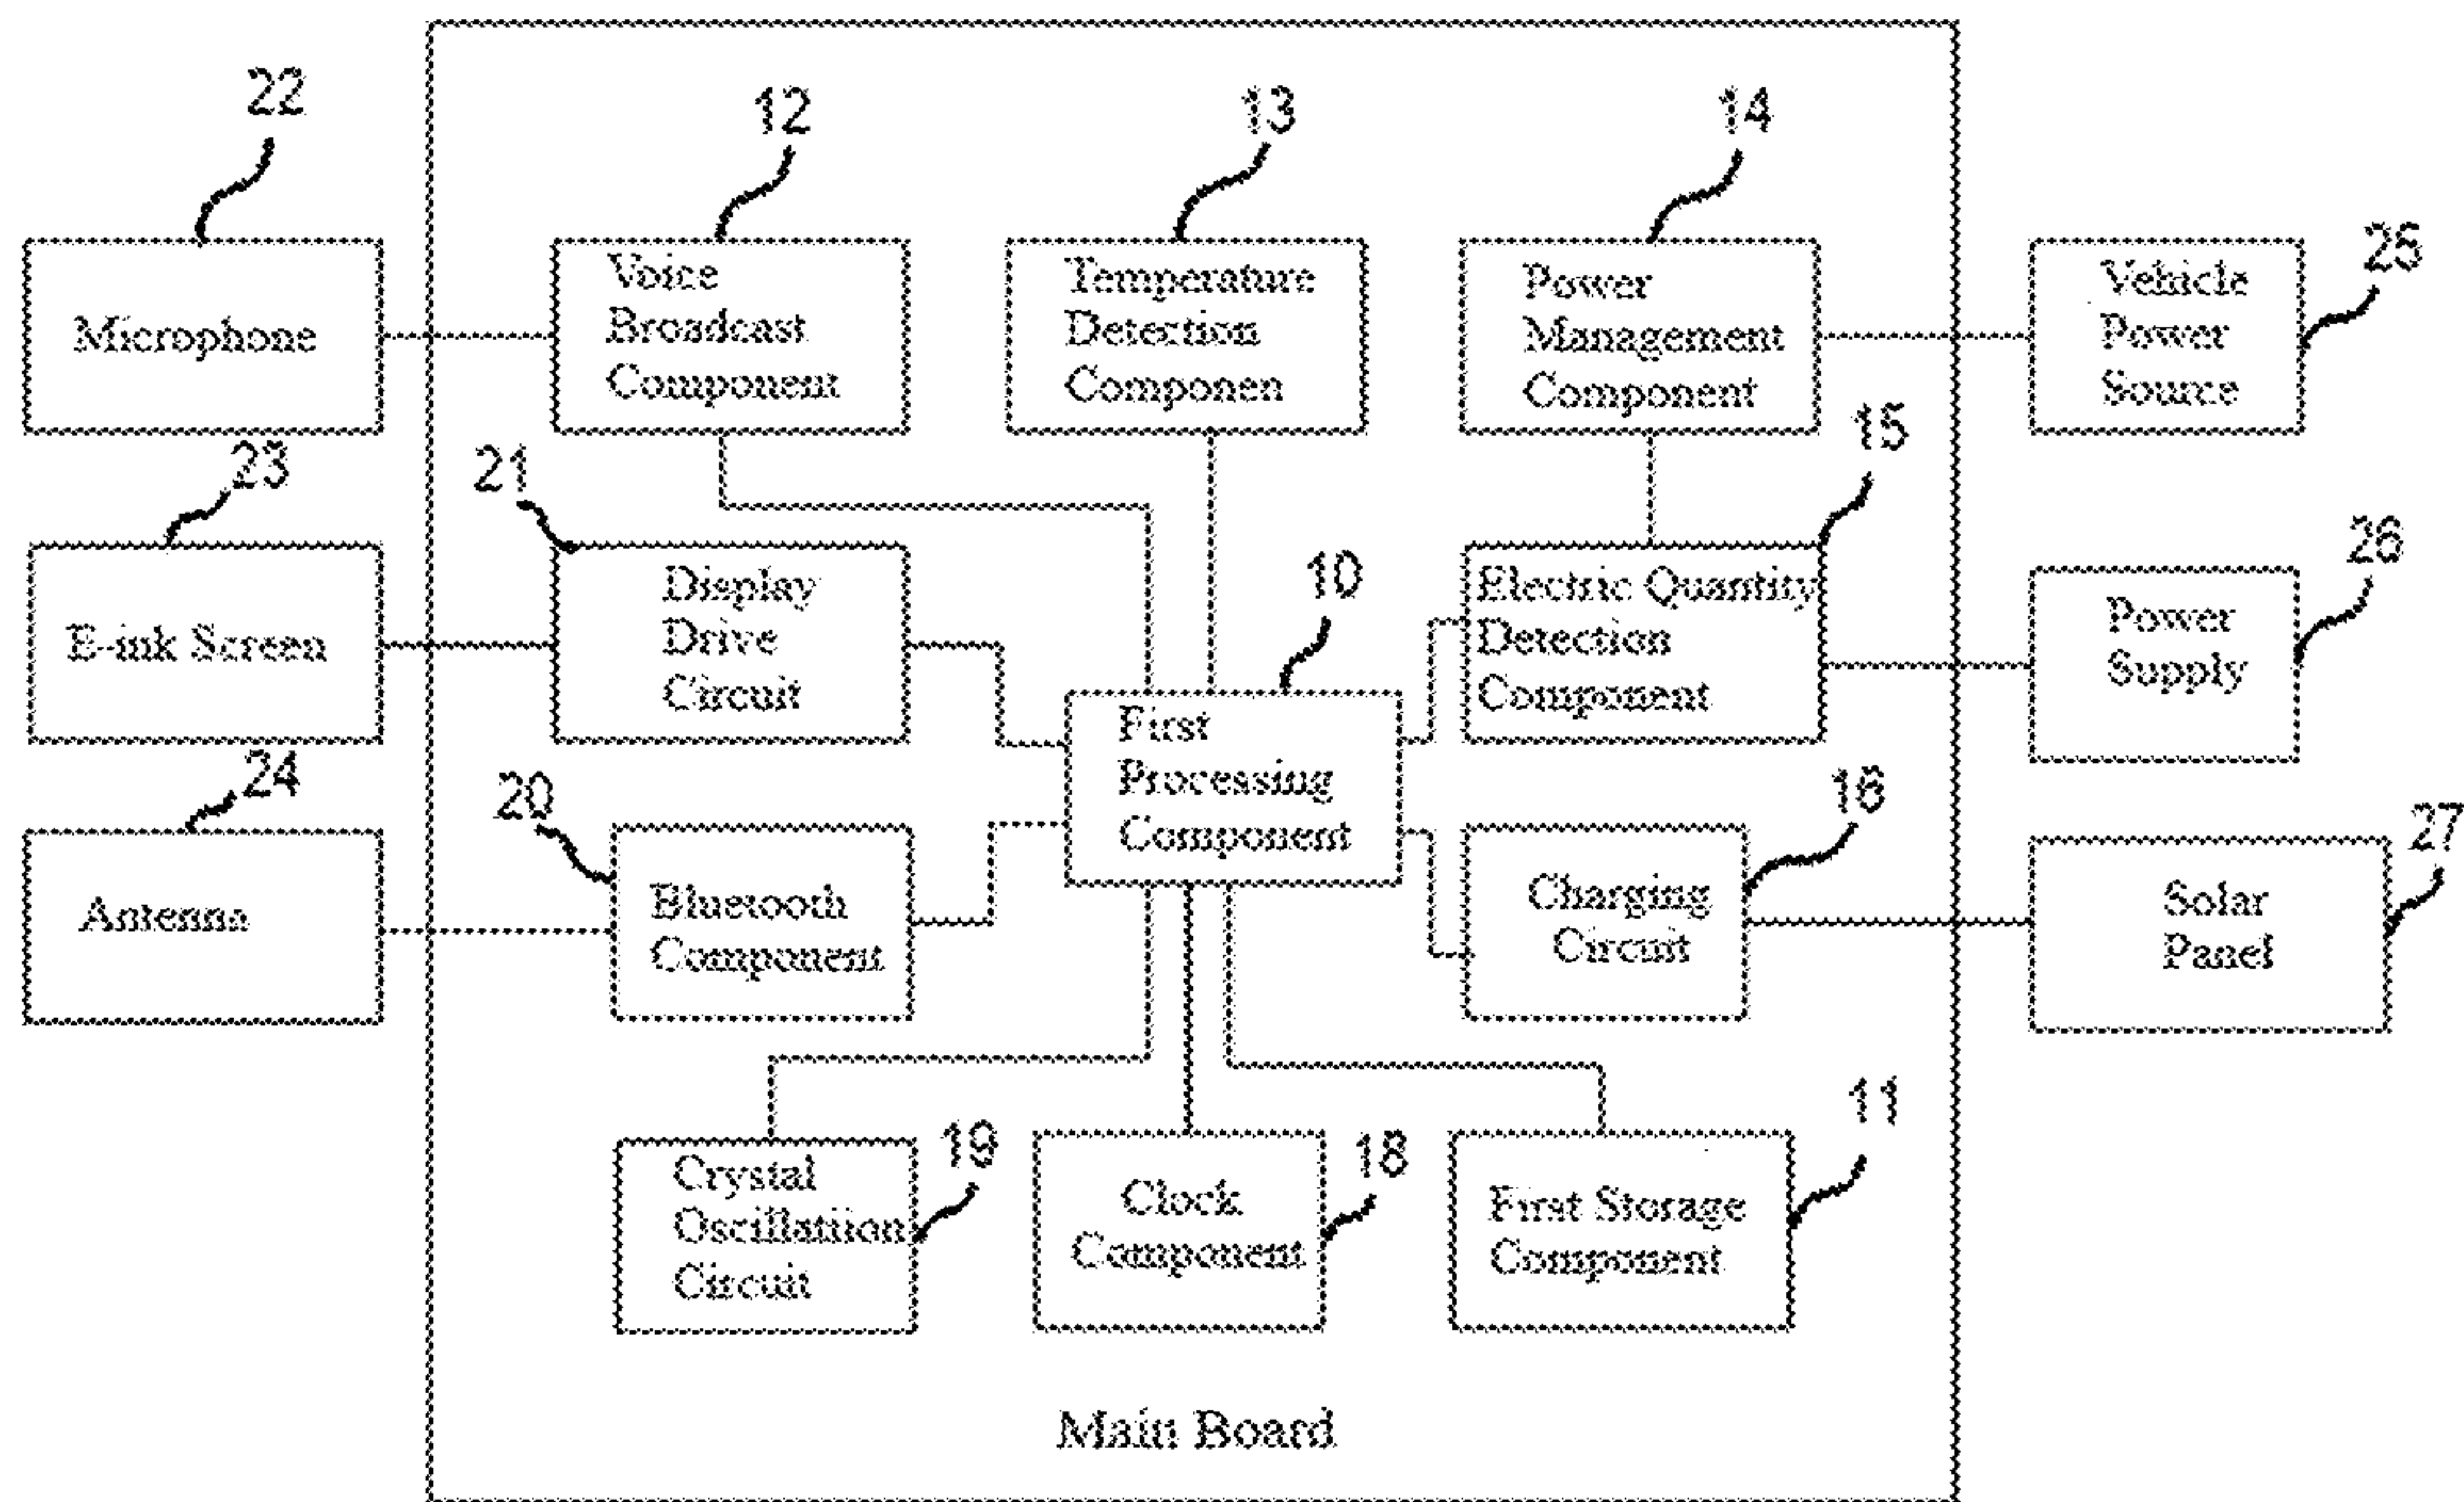 22
12
13
14
Microphone
Voice
Broadcast
Component
Temperature
Detection
Componen
Power
Management
Component
Vehicle
Power
Source
25
23
21
15
E-ink Screen
Display
Drive
Circuit
10
Electric Quantity
Detection
Component
Power
Supply
26
24
20
First
Processing
Component
16
27
Antenna
Bluetooth
Component
Charging
Circuit
Solar
Panel
Crystal
Oscillatiion
Circuit
19
Clock
Component
18
First Storage
Component
11
Main Board